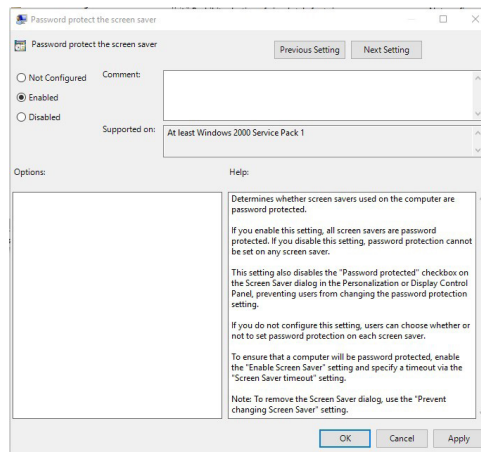 Password protect the screen saver
Password protect the screen saver
Previous Setting
Next Setting
Not Configured
Comment:
Enabled
Disabled
Supported on:
At least Windows 2000 Service Pack 1
Options:
Help:
Determines whether screen savers used on the computer are
password protected.
If you enable this setting, all screen savers are password
protected. If you disable this setting, password protection cannot
be set on any screen saver.
This setting also disables the "Password protected" checkbox on
the Screen Saver dialog in the Personalization or Display Control
Panel, preventing users from changing the password protection
setting.
If you do not configure this setting, users can choose whether or
not to set password protection on each screen saver.
To ensure that a computer will be password protected, enable
the "Enable Screen Saver" setting and specify a timeout via the
"Screen Saver timeout" setting.
Note: To remove the Screen Saver dialog, use the "Prevent
changing Screen Saver" setting.
OK
Cancel
Apply